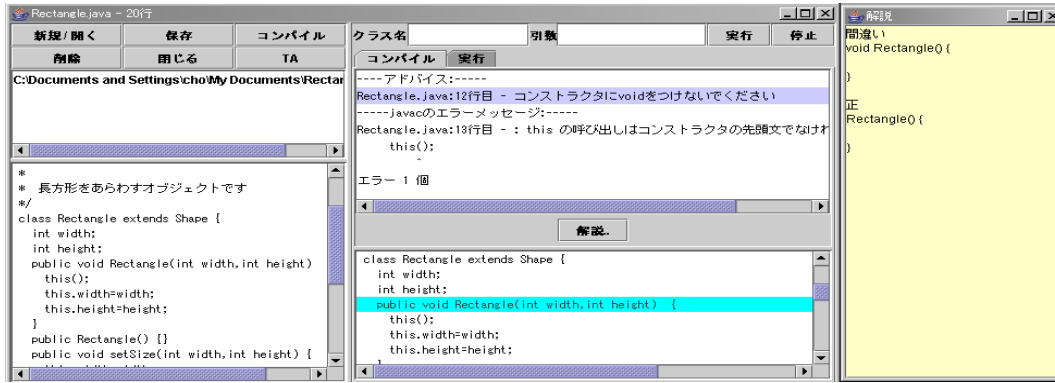 Rectangle.java - 20行
新規/開く 保存 コンパイル
削除 閉じる TA
C:\Documents and Settings\cho\My Documents\Rectar
*
* 長方形をあらわすオブジェクトです
*/
class Rectangle extends Shape {
int width;
int height;
public void Rectangle(int width,int height)
this();
this.width=width;
this.height=height;
}
public Rectangle() {}
public void setSize(int width,int height) {
クラス名 引数 実行 停止
コンパイル 実行
----アドバイス:-----
Rectangle.java:12行目 - コンストラクタにvoidをつけないでください
-----javacのエラーメッセージ:-----
Rectangle.java:13行目 - : this の呼び出しはコンストラクタの先頭文でなけれ
this();
^
エラー 1 個
解説.
class Rectangle extends Shape {
int width;
int height;
public void Rectangle(int width,int height) {
this();
this.width=width;
this.height=height;
解説
間違い
void Rectangle() {
}
正
Rectangle() {
}